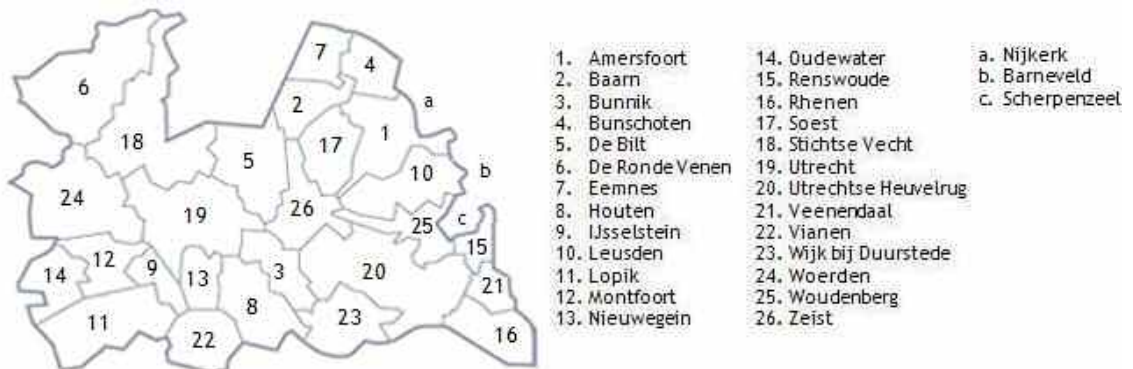 7
4
6
a
2
1
18
17
5
10
b
24
26
19
25
c
15
12
9
14
13
3
20
21
8
11
23
16
22
1. Amersfoort
2. Baarn
3. Bunnik
4. Bunschoten
5. De Bilt
6. De Ronde Venen
7. Eemnes
8. Houten
9. IJsselstein
10. Leusden
11. Lopik
12. Montfoort
13. Nieuwegein
14. Oudewater
15. Renswoude
16. Rhenen
17. Soest
18. Stichtse Vecht
19. Utrecht
20. Utrechtse Heuvelrug
21. Veenendaal
22. Vianen
23. Wijk bij Duurstede
24. Woerden
25. Woudenberg
26. Zeist
a. Nijkerk
b. Barneveld
c. Scherpenzeel